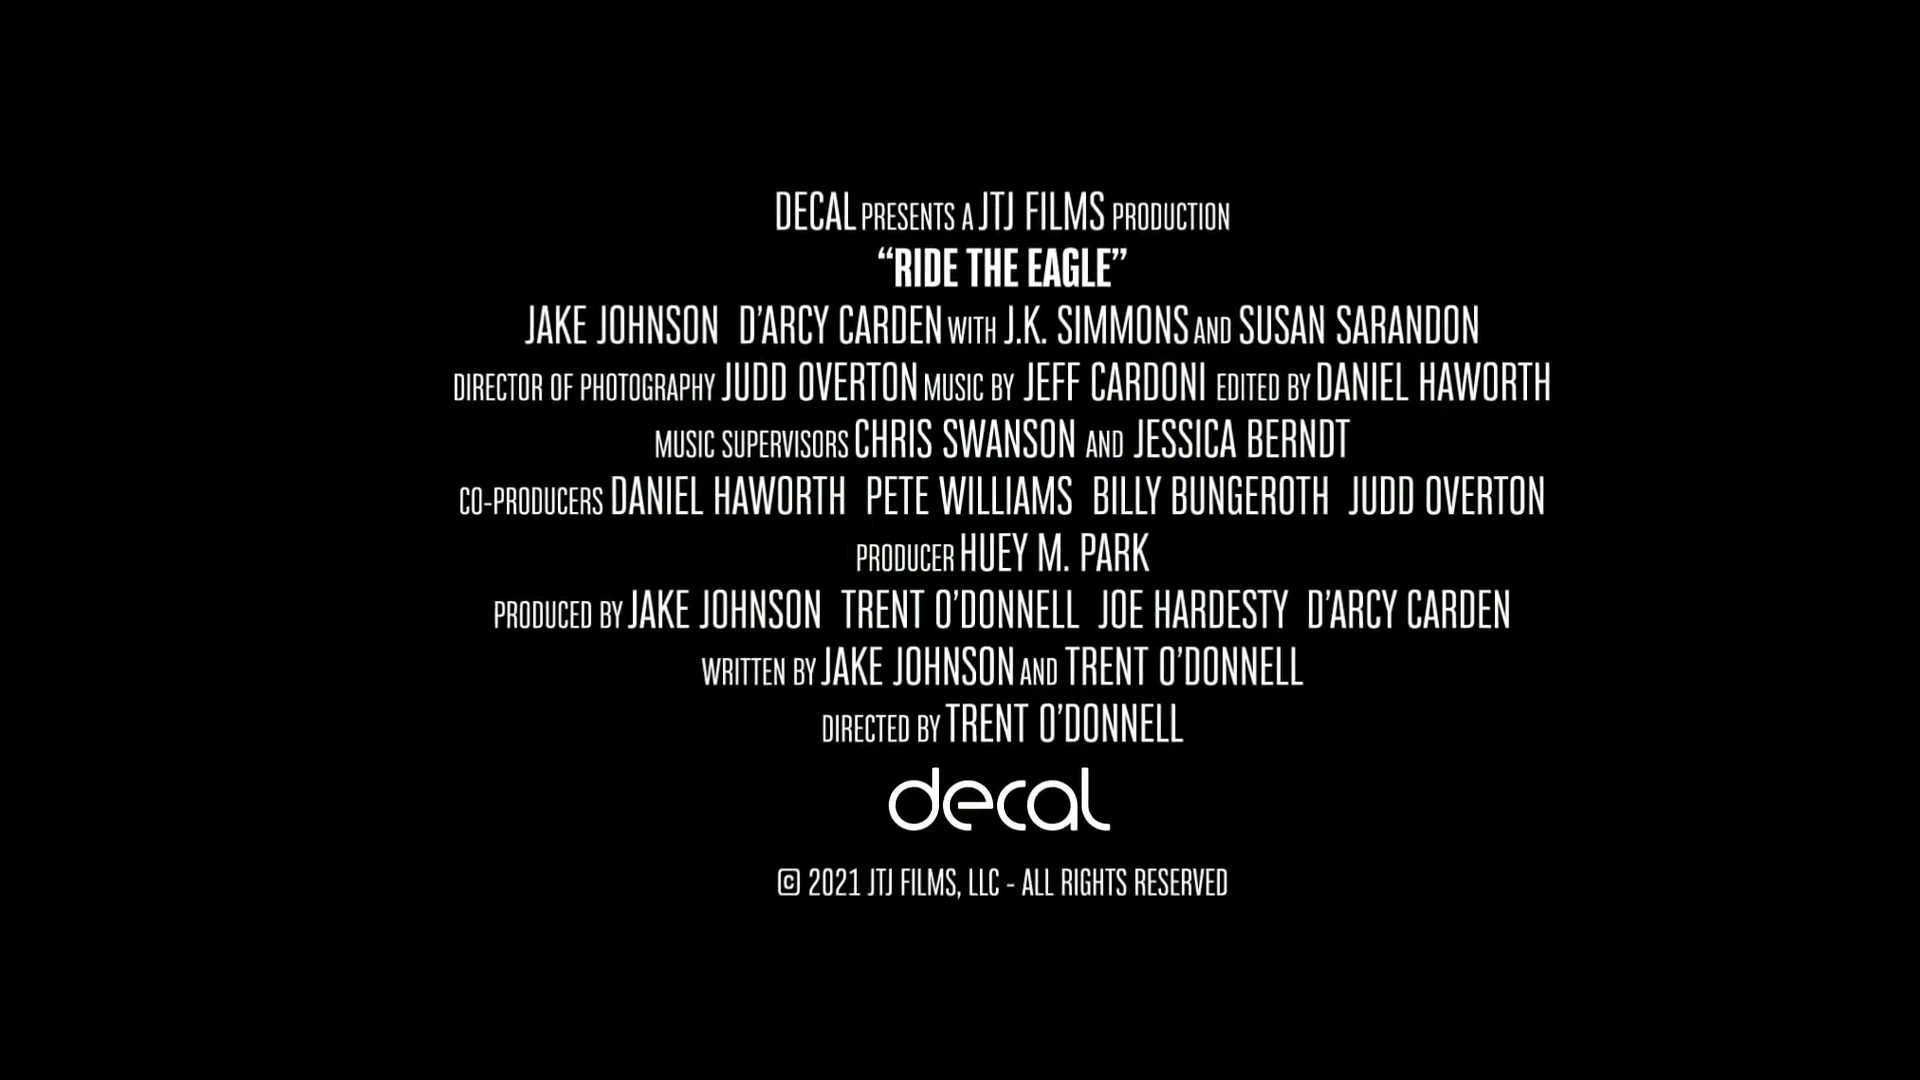 DECAL PRESENTS A JTJ FILMS PRODUCTION
“RIDE THE EAGLE”
JAKE JOHNSON D’ARCY CARDEN WITH J.K. SIMMONS AND SUSAN SARANDON
DIRECTOR OF PHOTOGRAPHY JUDD OVERTON MUSIC BY JEFF CARDONI EDITED BY DANIEL HAWORTH
MUSIC SUPERVISORS CHRIS SWANSON AND JESSICA BERNDT
CO-PRODUCERS DANIEL HAWORTH PETE WILLIAMS BILLY BUNGEROTH JUDD OVERTON
PRODUCER HUEY M. PARK
PRODUCED BY JAKE JOHNSON TRENT O’DONNELL JOE HARDESTY D’ARCY CARDEN
WRITTEN BY JAKE JOHNSON AND TRENT O’DONNELL
DIRECTED BY TRENT O’DONNELL
decal
© 2021 JTJ FILMS, LLC - ALL RIGHTS RESERVED